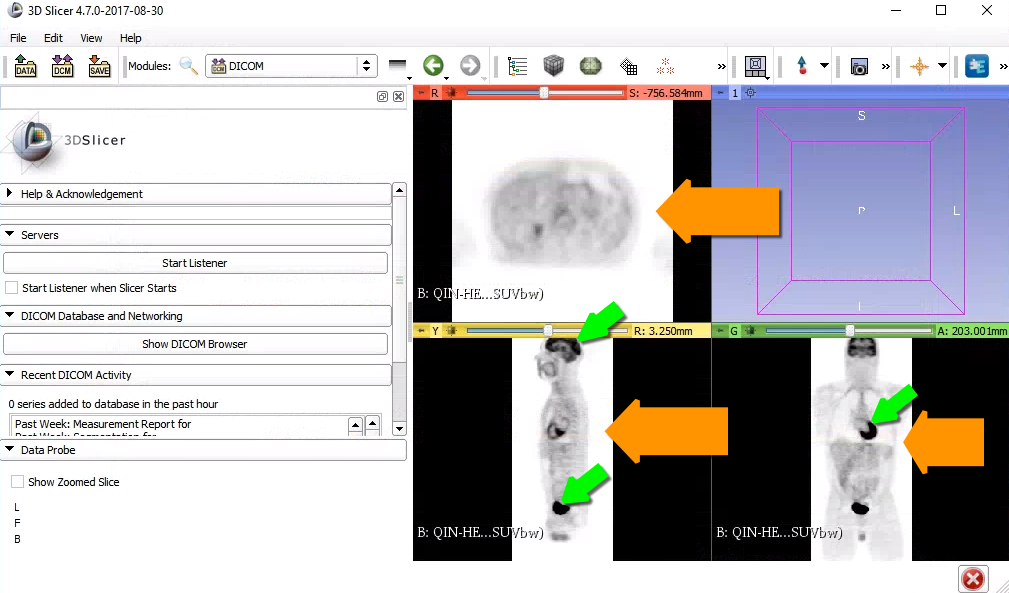 3D Slicer 4.7.0-2017-08-30
File Edit View Help
DATA DCM SAVE Modules: DCM DICOM » » »
3DSlicer
Help & Acknowledgement
Servers
Start Listener
Start Listener when Slicer Starts
DICOM Database and Networking
Show DICOM Browser
Recent DICOM Activity
0 series added to database in the past hour
Past Week: Measurement Report for
Past Week: Segmentation for
Data Probe
Show Zoomed Slice
L
F
B
R S: -756.584mm
B: QIN-HE...SUVbw)
1
S
P L
I
Y R: 3.250mm
B: QIN-HE...SUVbw)
G A: 203.001mm
B: QIN-HE...SUVbw)